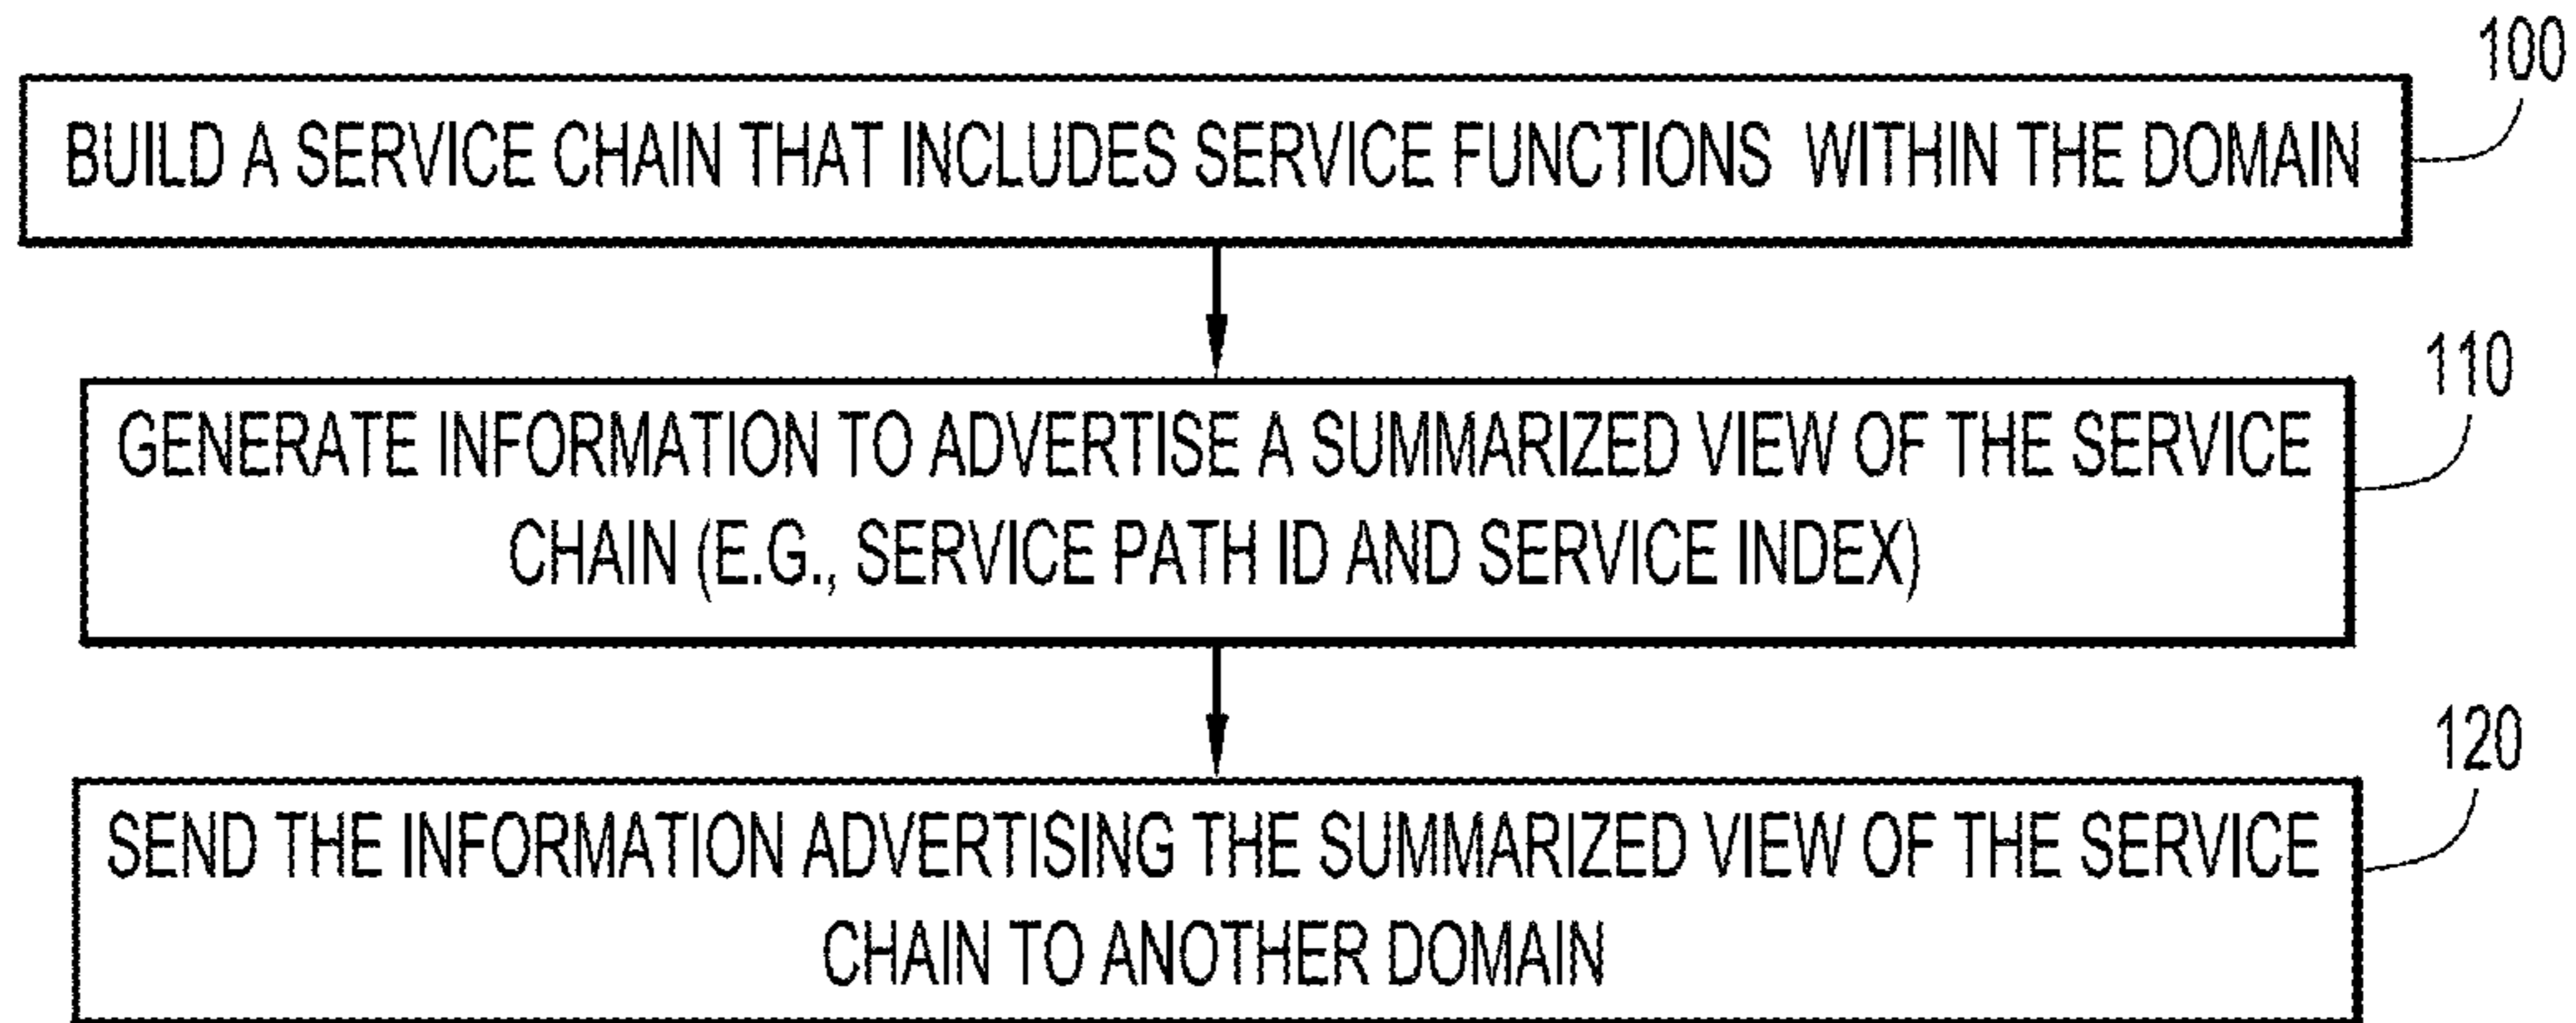 100
BUILD A SERVICE CHAIN THAT INCLUDES SERVICE FUNCTIONS WITHIN THE DOMAIN
110
GENERATE INFORMATION TO ADVERTISE A SUMMARIZED VIEW OF THE SERVICE
CHAIN (E.G., SERVICE PATH ID AND SERVICE INDEX)
120
SEND THE INFORMATION ADVERTISING THE SUMMARIZED VIEW OF THE SERVICE
CHAIN TO ANOTHER DOMAIN